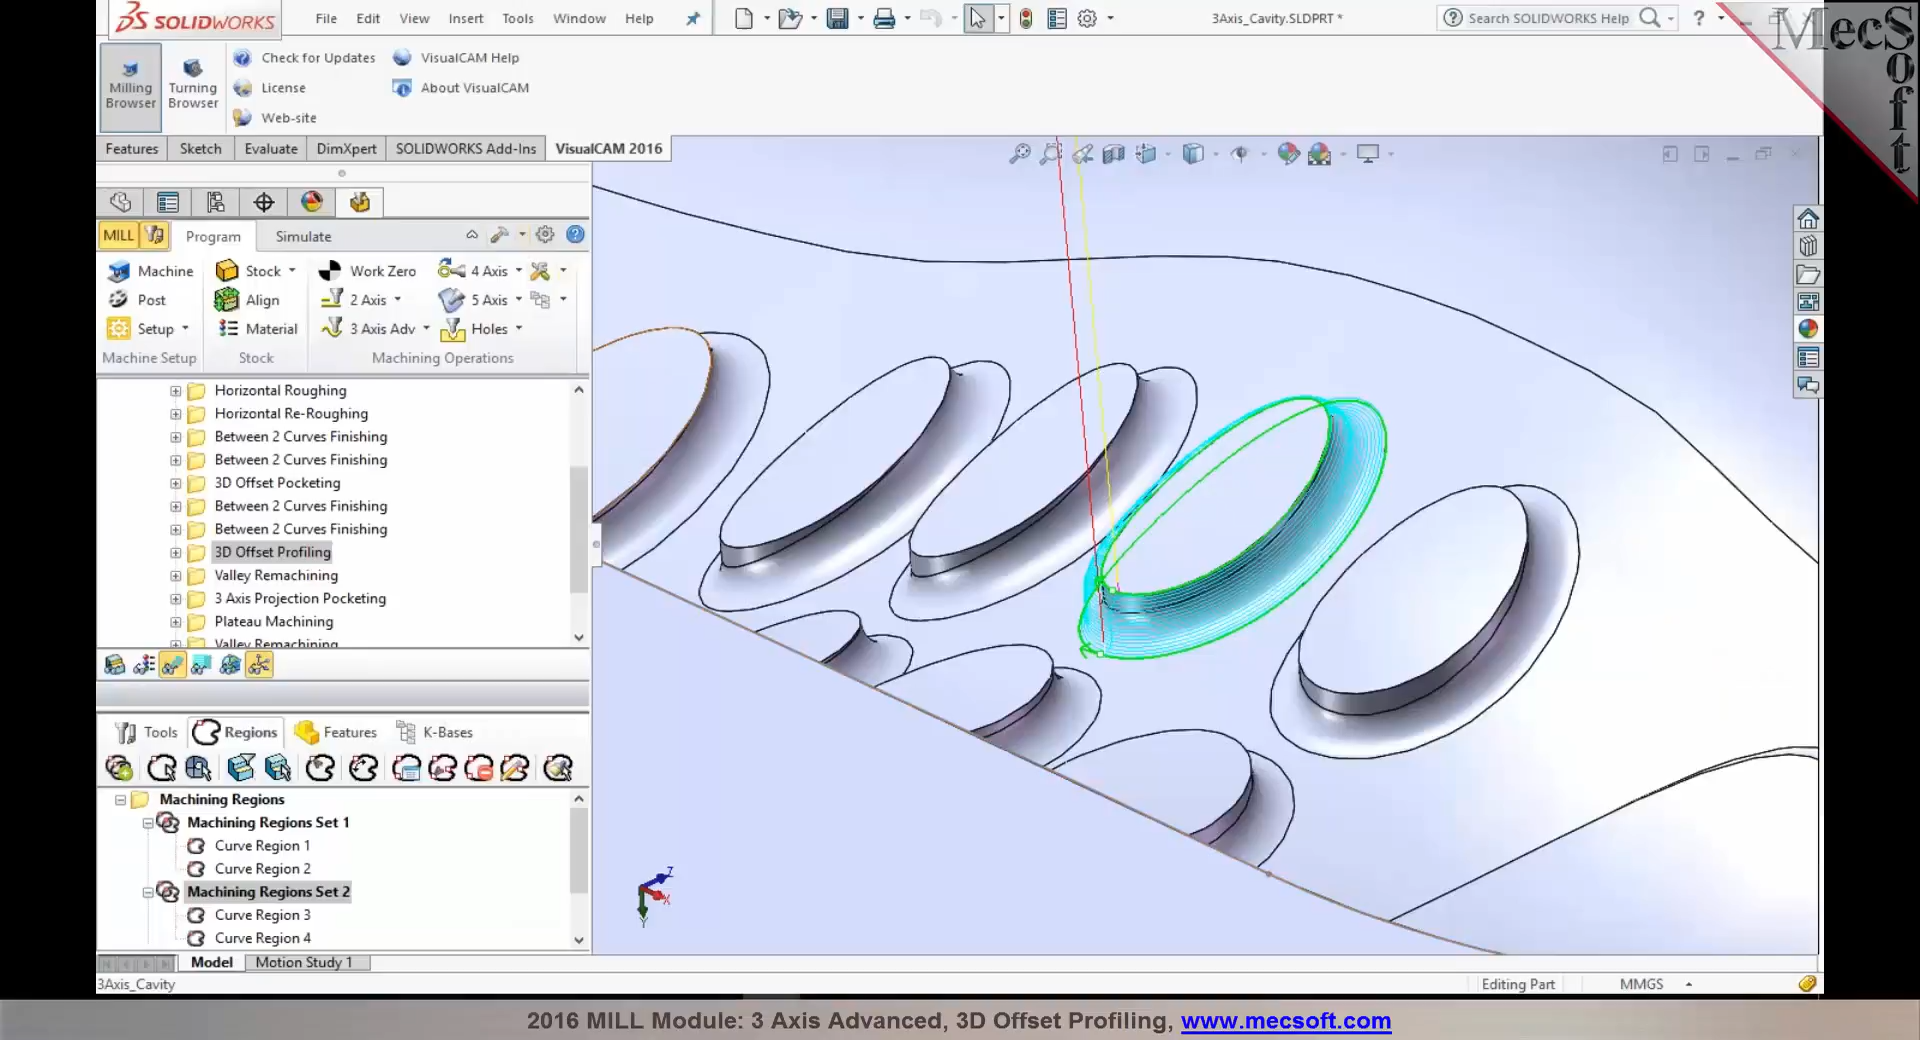 SOLIDWORKS File Edit View Insert Tools Window Help 3Axis_Cavity.SLDPRT * Search SOLIDWORKS Help ?
MecSoft
Milling Browser
Turning Browser
Check for Updates VisualCAM Help
License About VisualCAM
Web-site
Features Sketch Evaluate DimXpert SOLIDWORKS Add-Ins VisualCAM 2016
MILL Program Simulate
Machine Stock Work Zero 4 Axis
Post Align 2 Axis 5 Axis
Setup Material 3 Axis Adv Holes
Machine Setup Stock Machining Operations
Horizontal Roughing
Horizontal Re-Roughing
Between 2 Curves Finishing
Between 2 Curves Finishing
3D Offset Pocketing
Between 2 Curves Finishing
Between 2 Curves Finishing
3D Offset Profiling
Valley Remachining
3 Axis Projection Pocketing
Plateau Machining
Valley Remachining
Tools Regions Features K-Bases
Machining Regions
Machining Regions Set 1
Curve Region 1
Curve Region 2
Machining Regions Set 2
Curve Region 3
Curve Region 4
Z
X
Y
Model Motion Study 1
3Axis_Cavity Editing Part MMGS
2016 MILL Module: 3 Axis Advanced, 3D Offset Profiling, www.mecsoft.com